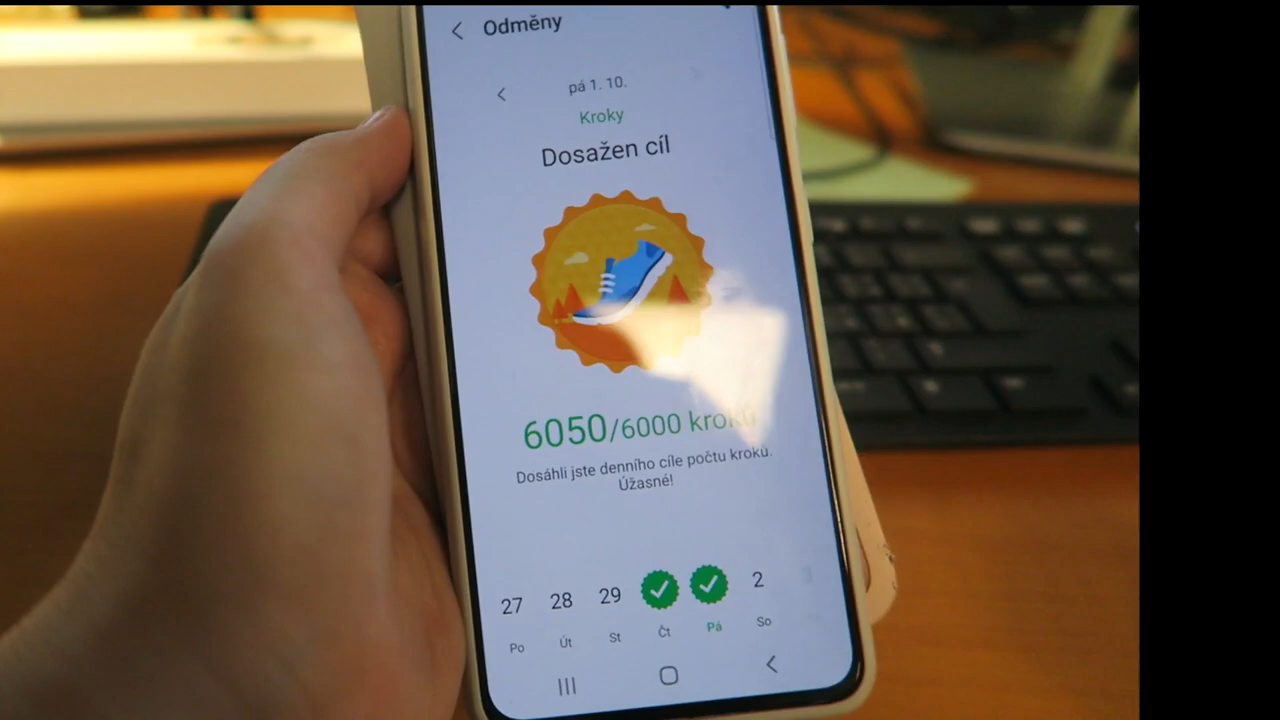 Odměny
pá 1. 10.
Kroky
Dosažen cíl
6050/6000 kroků
Dosáhli jste denního cíle počtu kroků.
Úžasné!
27 28 29 2
Po Út St Čt Pá So